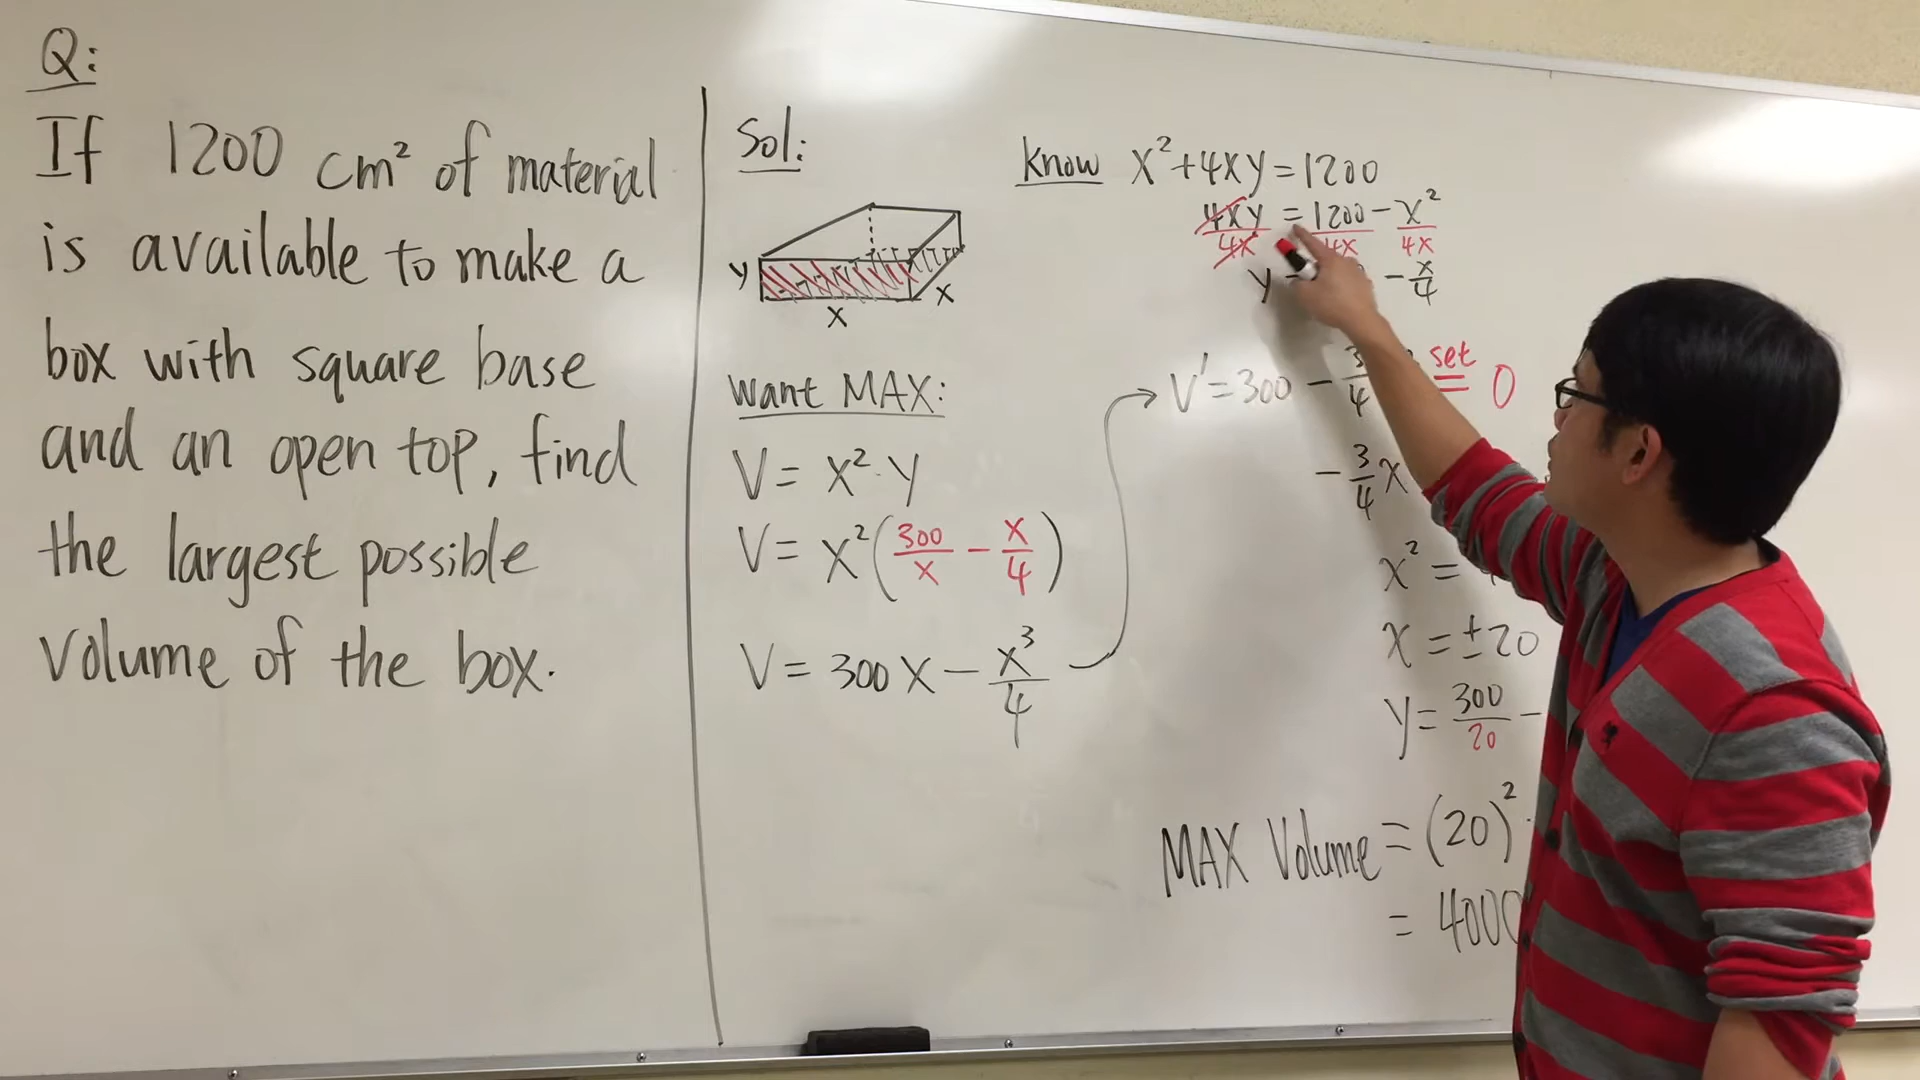 Q:
If 1200 cm² of material
is available to make a
box with square base
and an open top, find
the largest possible
volume of the box.
Sol:
y
x
x
Want MAX:
V = x² · y
V = x² (300/x − x/4)
V = 300x − x³/4
Know x² + 4xy = 1200
4xy/4x = 1200/4x − x²/4x
y − x/4
V' = 300 − 3/4 set = 0
− 3/4 x
x² =
x = ±20
y = 300/20 −
MAX Volume = (20)² ·
= 4000